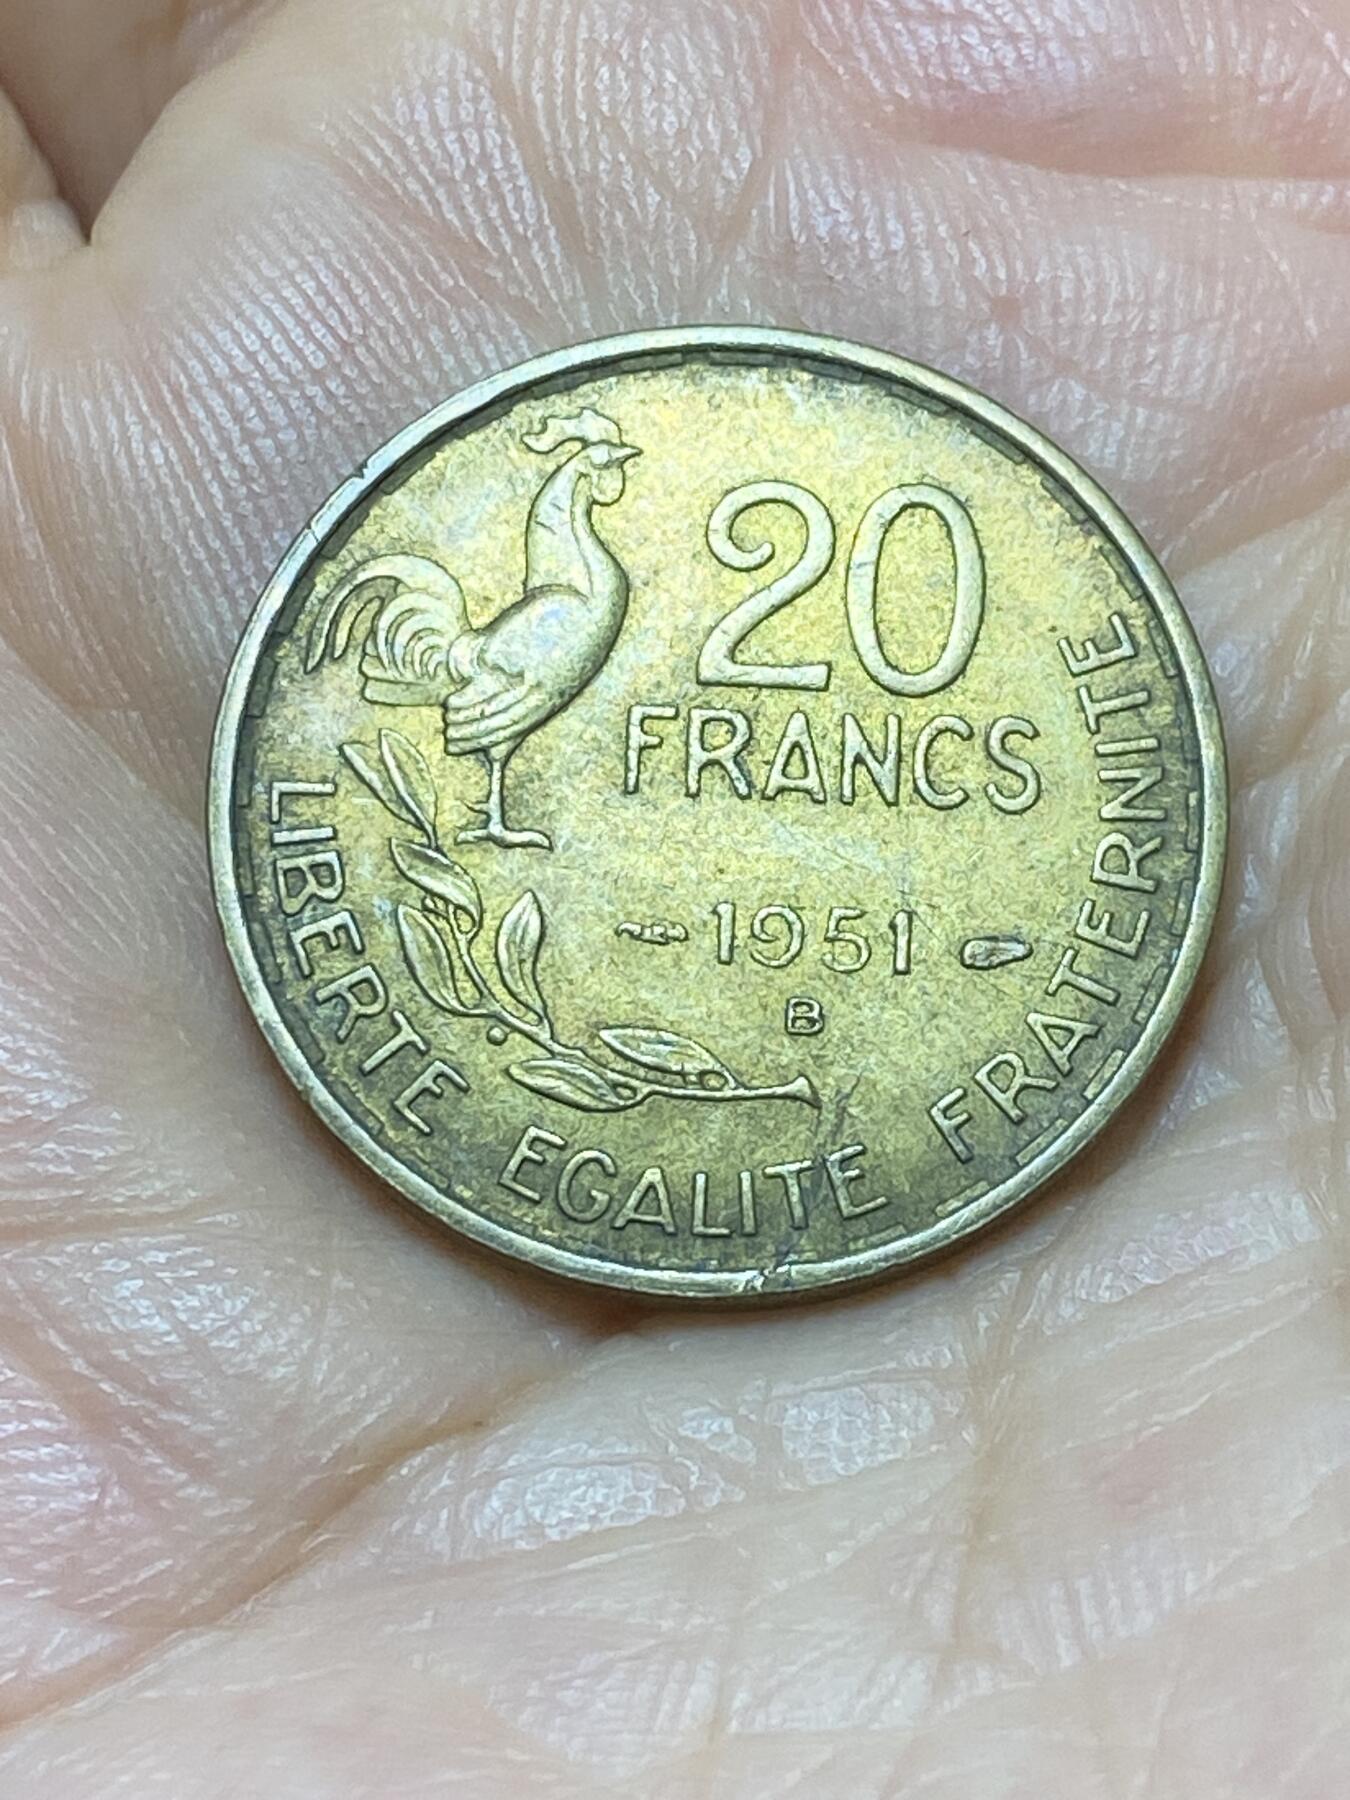 20
FRANCS
1951
B
LIBERTE EGALITE FRATERNITE